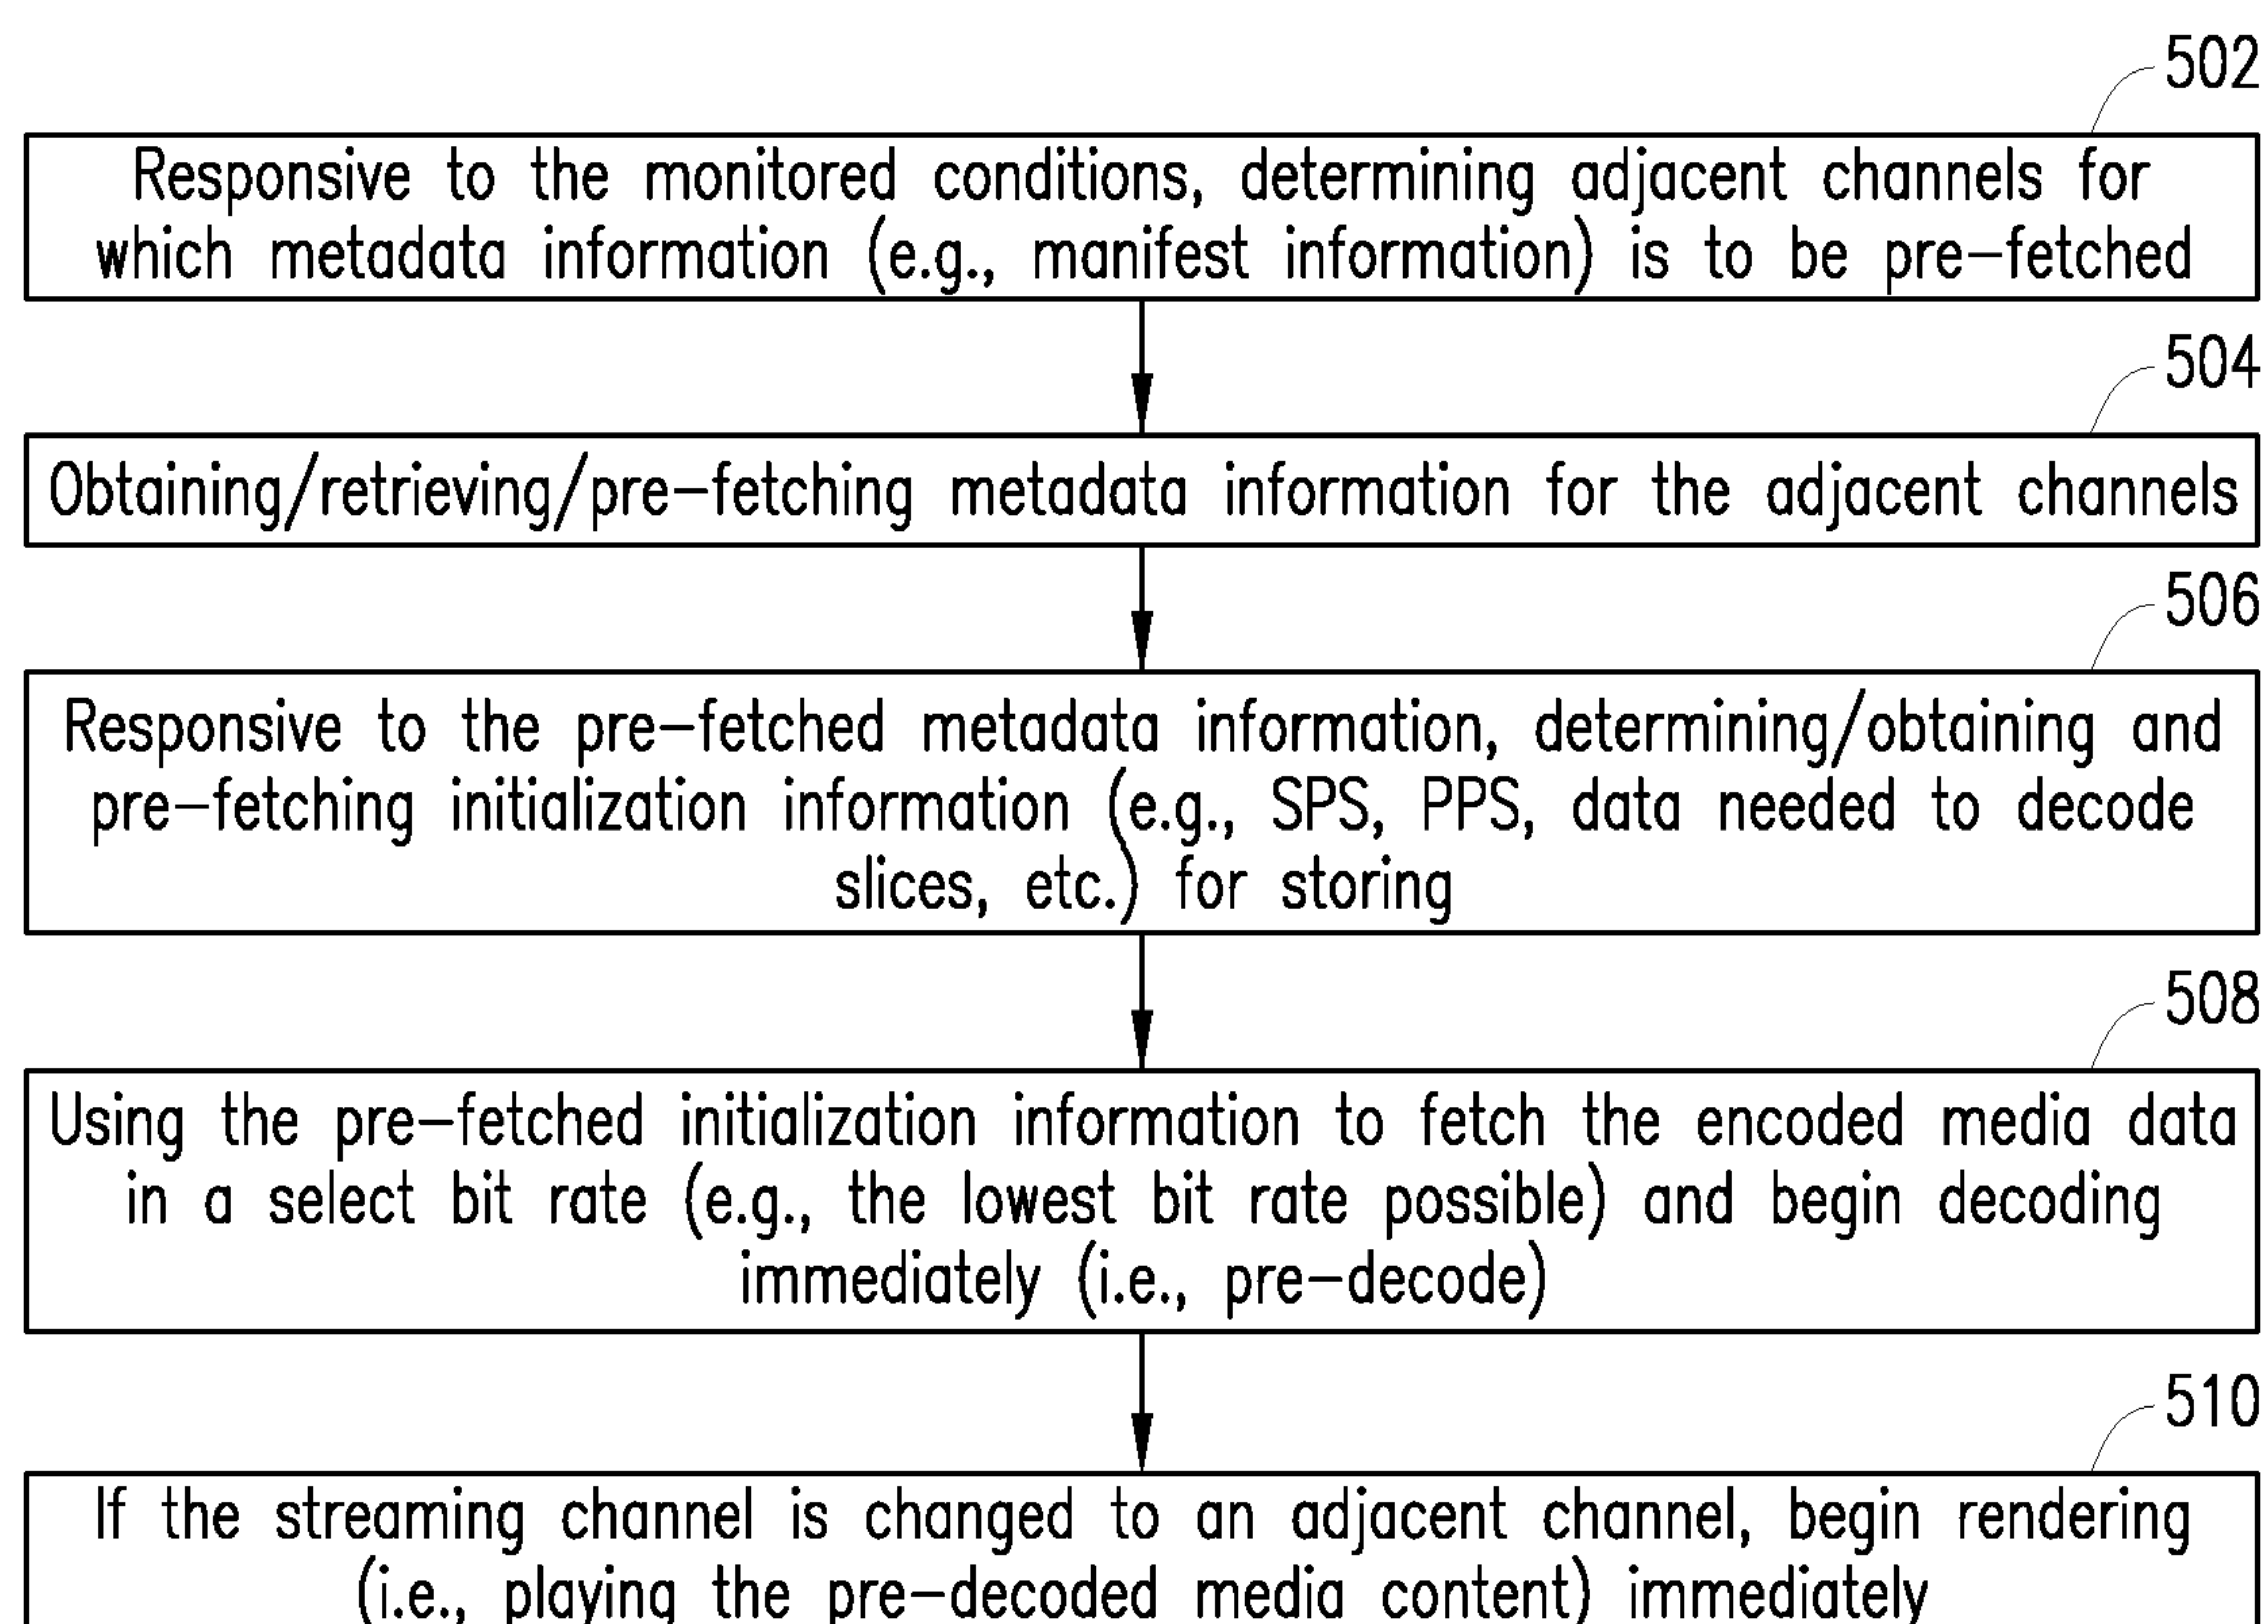 502
Responsive to the monitored conditions, determining adjacent channels for
which metadata information (e.g., manifest information) is to be pre-fetched
504
Obtaining/retrieving/pre-fetching metadata information for the adjacent channels
506
Responsive to the pre-fetched metadata information, determining/obtaining and
pre-fetching initialization information (e.g., SPS, PPS, data needed to decode
slices, etc.) for storing
508
Using the pre-fetched initialization information to fetch the encoded media data
in a select bit rate (e.g., the lowest bit rate possible) and begin decoding
immediately (i.e., pre-decode)
510
If the streaming channel is changed to an adjacent channel, begin rendering
(i.e., playing the pre-decoded media content) immediately